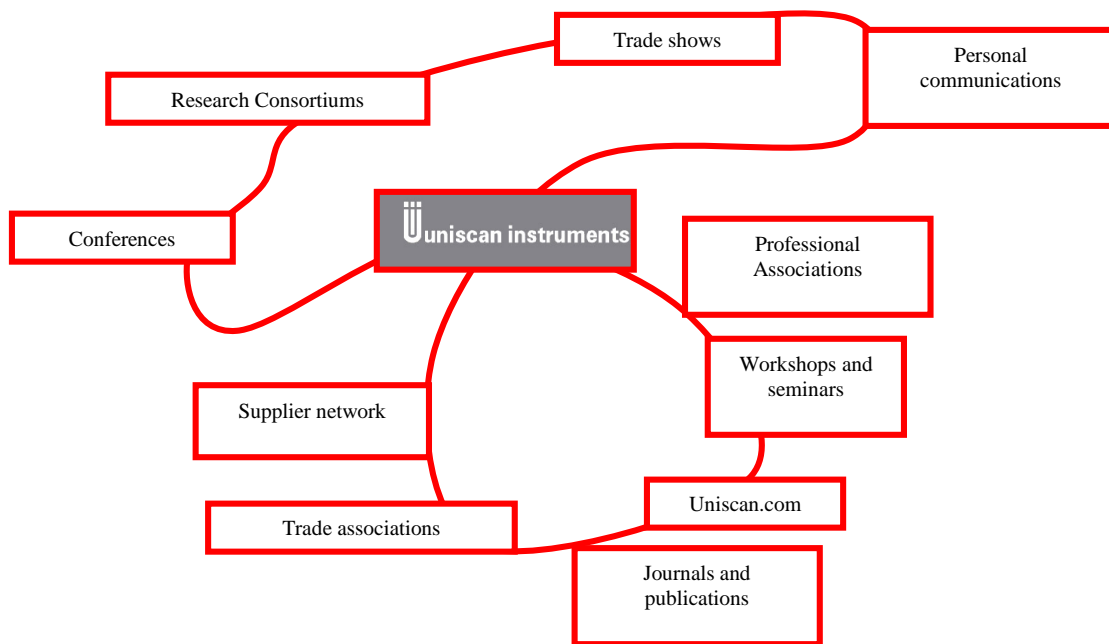 Trade shows
Personal
communications
Research Consortiums
uniscan instruments
Conferences
Professional
Associations
Workshops and
seminars
Supplier network
Uniscan.com
Trade associations
Journals and
publications